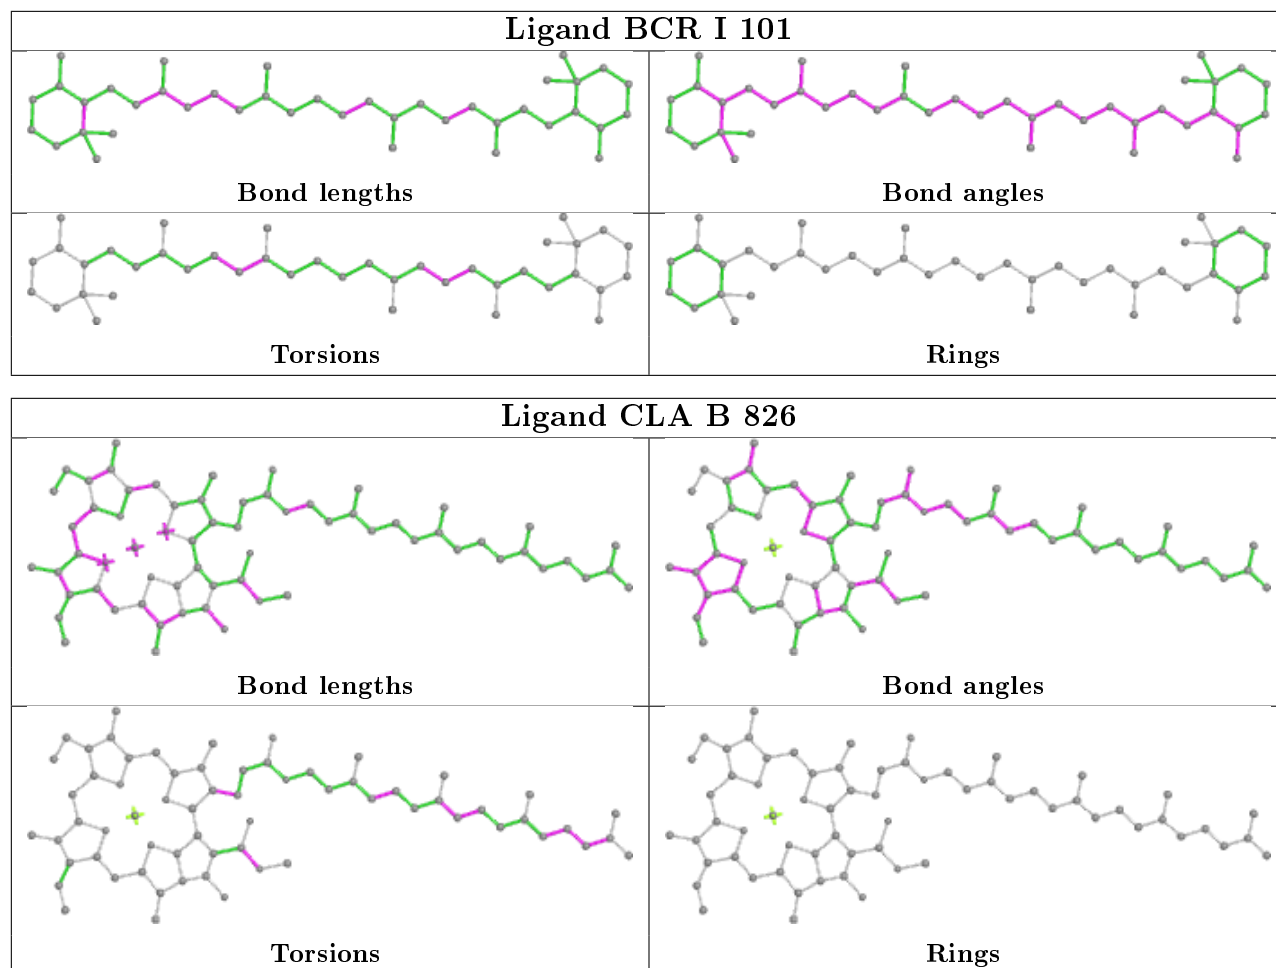 Ligand BCR I 101
Bond lengths
Bond angles
Torsions
Rings
Ligand CLA B 826
Bond lengths
Bond angles
Torsions
Rings